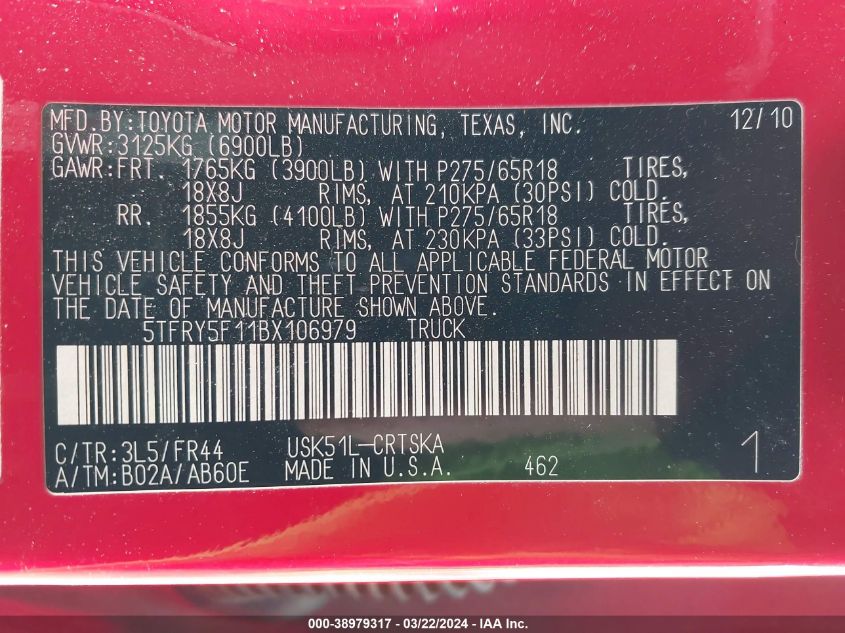 MFD.BY:TOYOTA MOTOR MANUFACTURING, TEXAS, INC. 12/10
GVWR:3125KG (6900LB)
GAWR:FRT. 1765KG (3900LB) WITH P275/65R18 TIRES,
18X8J RIMS, AT 210KPA (30PSI) COLD.
RR. 1855KG (4100LB) WITH P275/65R18 TIRES,
18X8J RIMS, AT 230KPA (33PSI) COLD.
THIS VEHICLE CONFORMS TO ALL APPLICABLE FEDERAL MOTOR
VEHICLE SAFETY AND THEFT PREVENTION STANDARDS IN EFFECT ON
THE DATE OF MANUFACTURE SHOWN ABOVE.
5TFRY5F11BX106979 TRUCK
C/TR:3L5/FR44 USK51L-CRTSKA
A/TM:B02A/AB60E MADE IN U.S.A. 462 1
000-38979317 - 03/22/2024 - IAA Inc.